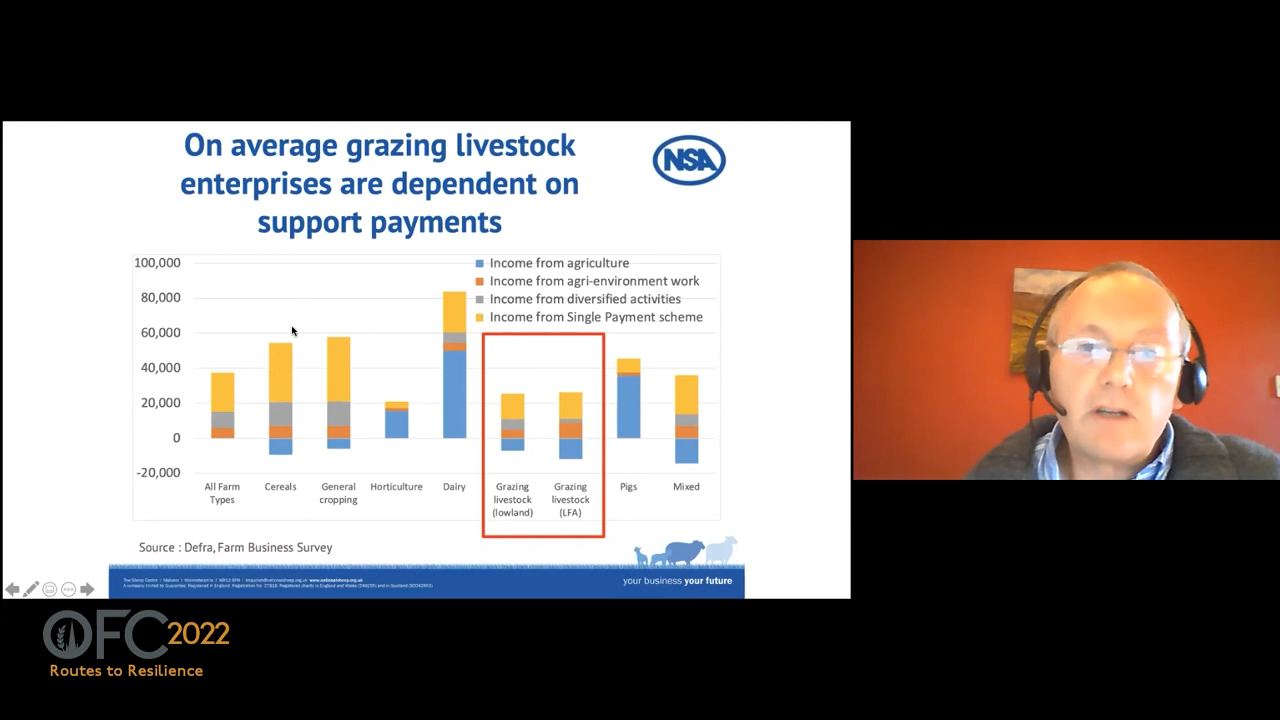 On average grazing livestock
enterprises are dependent on
support payments
NSA
100,000
80,000
60,000
40,000
20,000
0
-20,000
Income from agriculture
Income from agri-environment work
Income from diversified activities
Income from Single Payment scheme
All Farm
Types
Cereals
General
cropping
Horticulture
Dairy
Grazing
livestock
(lowland)
Grazing
livestock
(LFA)
Pigs
Mixed
Source : Defra, Farm Business Survey
your business your future
OFC 2022
Routes to Resilience